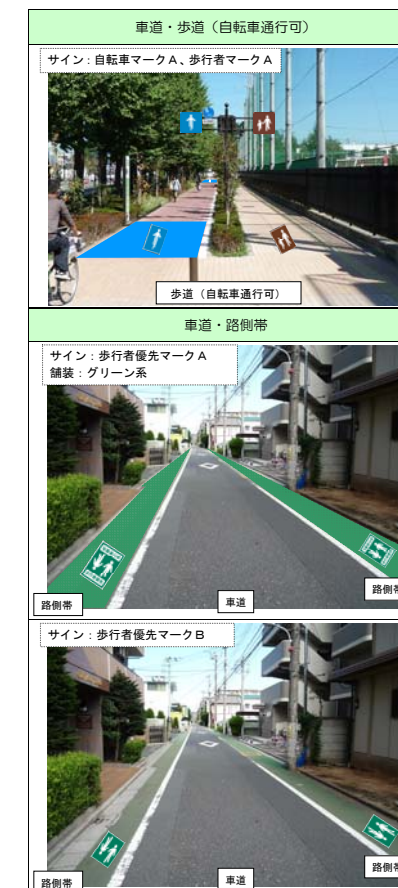 車道・歩道（自転車通行可）
サイン：自転車マークＡ、歩行者マークＡ
歩道（自転車通行可）
車道・路側帯
サイン：歩行者優先マークＡ
舗装：グリーン系
路側帯
車道
路側帯
サイン：歩行者優先マークＢ
路側帯
車道
路側帯